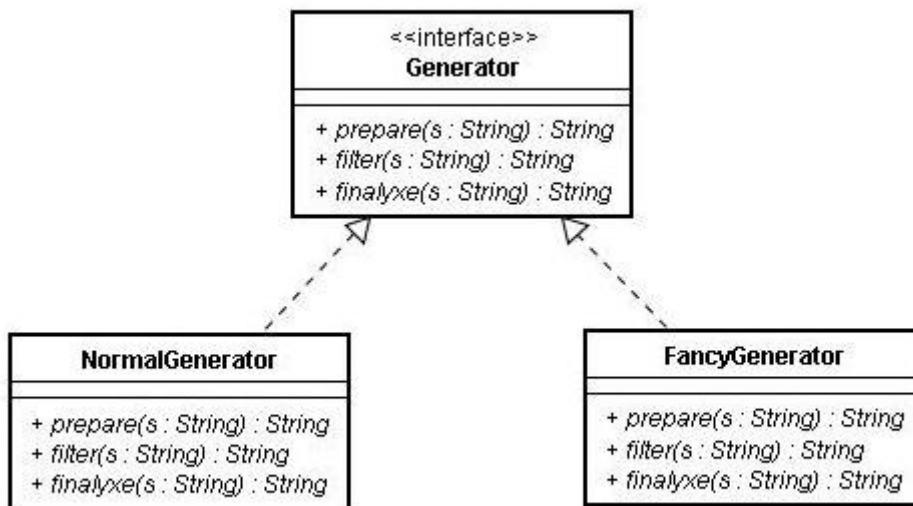 <<interface>>
Generator
+ prepare(s : String) : String
+ filter(s : String) : String
+ finalyxe(s : String) : String
NormalGenerator
+ prepare(s : String) : String
+ filter(s : String) : String
+ finalyxe(s : String) : String
FancyGenerator
+ prepare(s : String) : String
+ filter(s : String) : String
+ finalyxe(s : String) : String